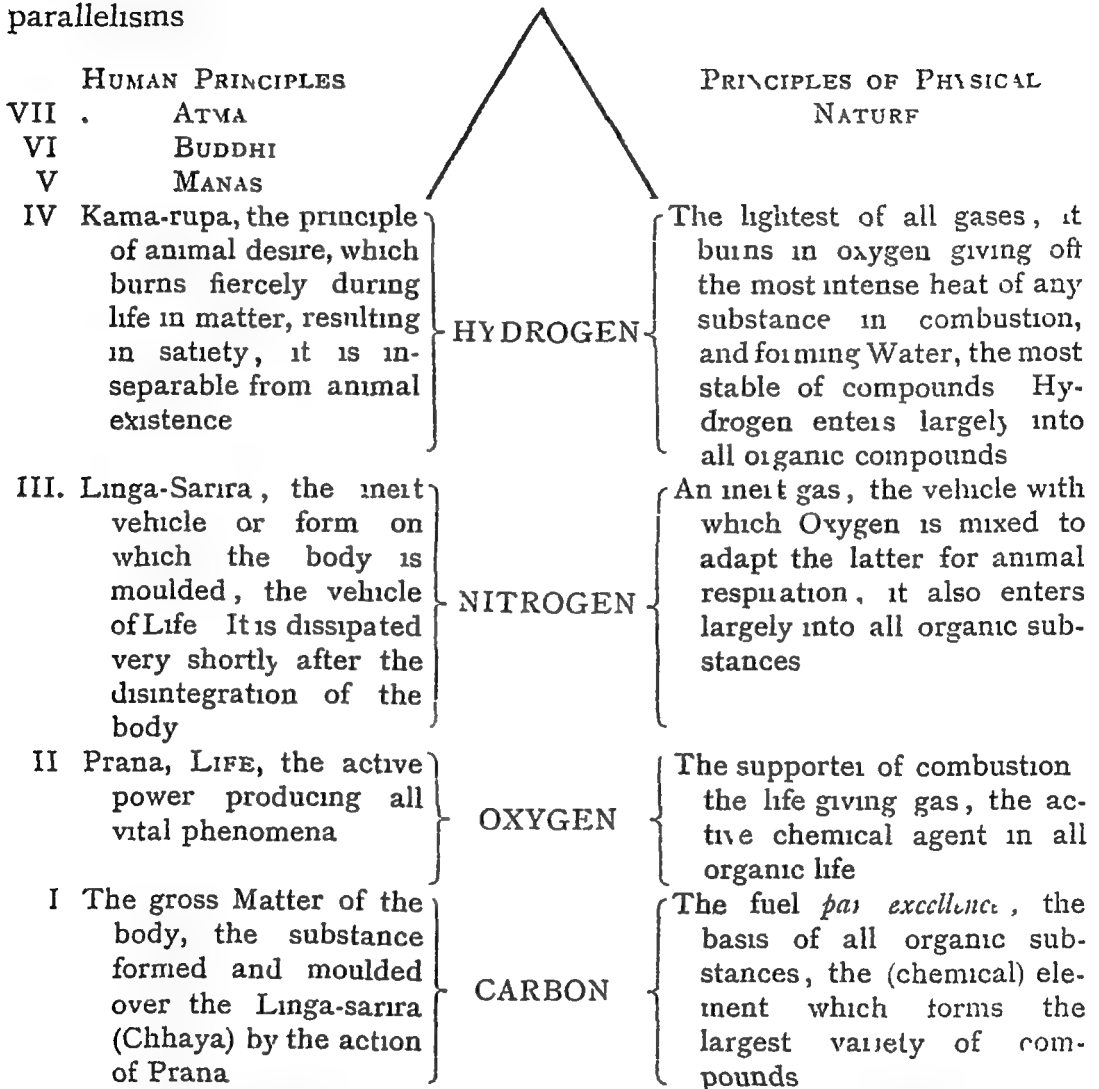 parallelisms
HUMAN PRINCIPLES
VII . ATMA
VI BUDDHI
V MANAS
PRINCIPLES OF PHYSICAL
NATURE
IV Kama-rupa, the principle
of animal desire, which
burns fiercely during
life in matter, resulting
in satiety, it is in-
separable from animal
existence
HYDROGEN
The lightest of all gases, it
burns in oxygen giving off
the most intense heat of any
substance in combustion,
and forming Water, the most
stable of compounds Hy-
drogen enters largely into
all organic compounds
III. Linga-Sarira, the inert
vehicle or form on
which the body is
moulded, the vehicle
of Life It is dissipated
very shortly after the
disintegration of the
body
NITROGEN
An inert gas, the vehicle with
which Oxygen is mixed to
adapt the latter for animal
respiration, it also enters
largely into all organic sub-
stances
II Prana, LIFE, the active
power producing all
vital phenomena
OXYGEN
The supporter of combustion
the life giving gas, the ac-
tive chemical agent in all
organic life
I The gross Matter of the
body, the substance
formed and moulded
over the Linga-sarira
(Chhaya) by the action
of Prana
CARBON
The fuel par excellence, the
basis of all organic sub-
stances, the (chemical) ele-
ment which forms the
largest variety of com-
pounds